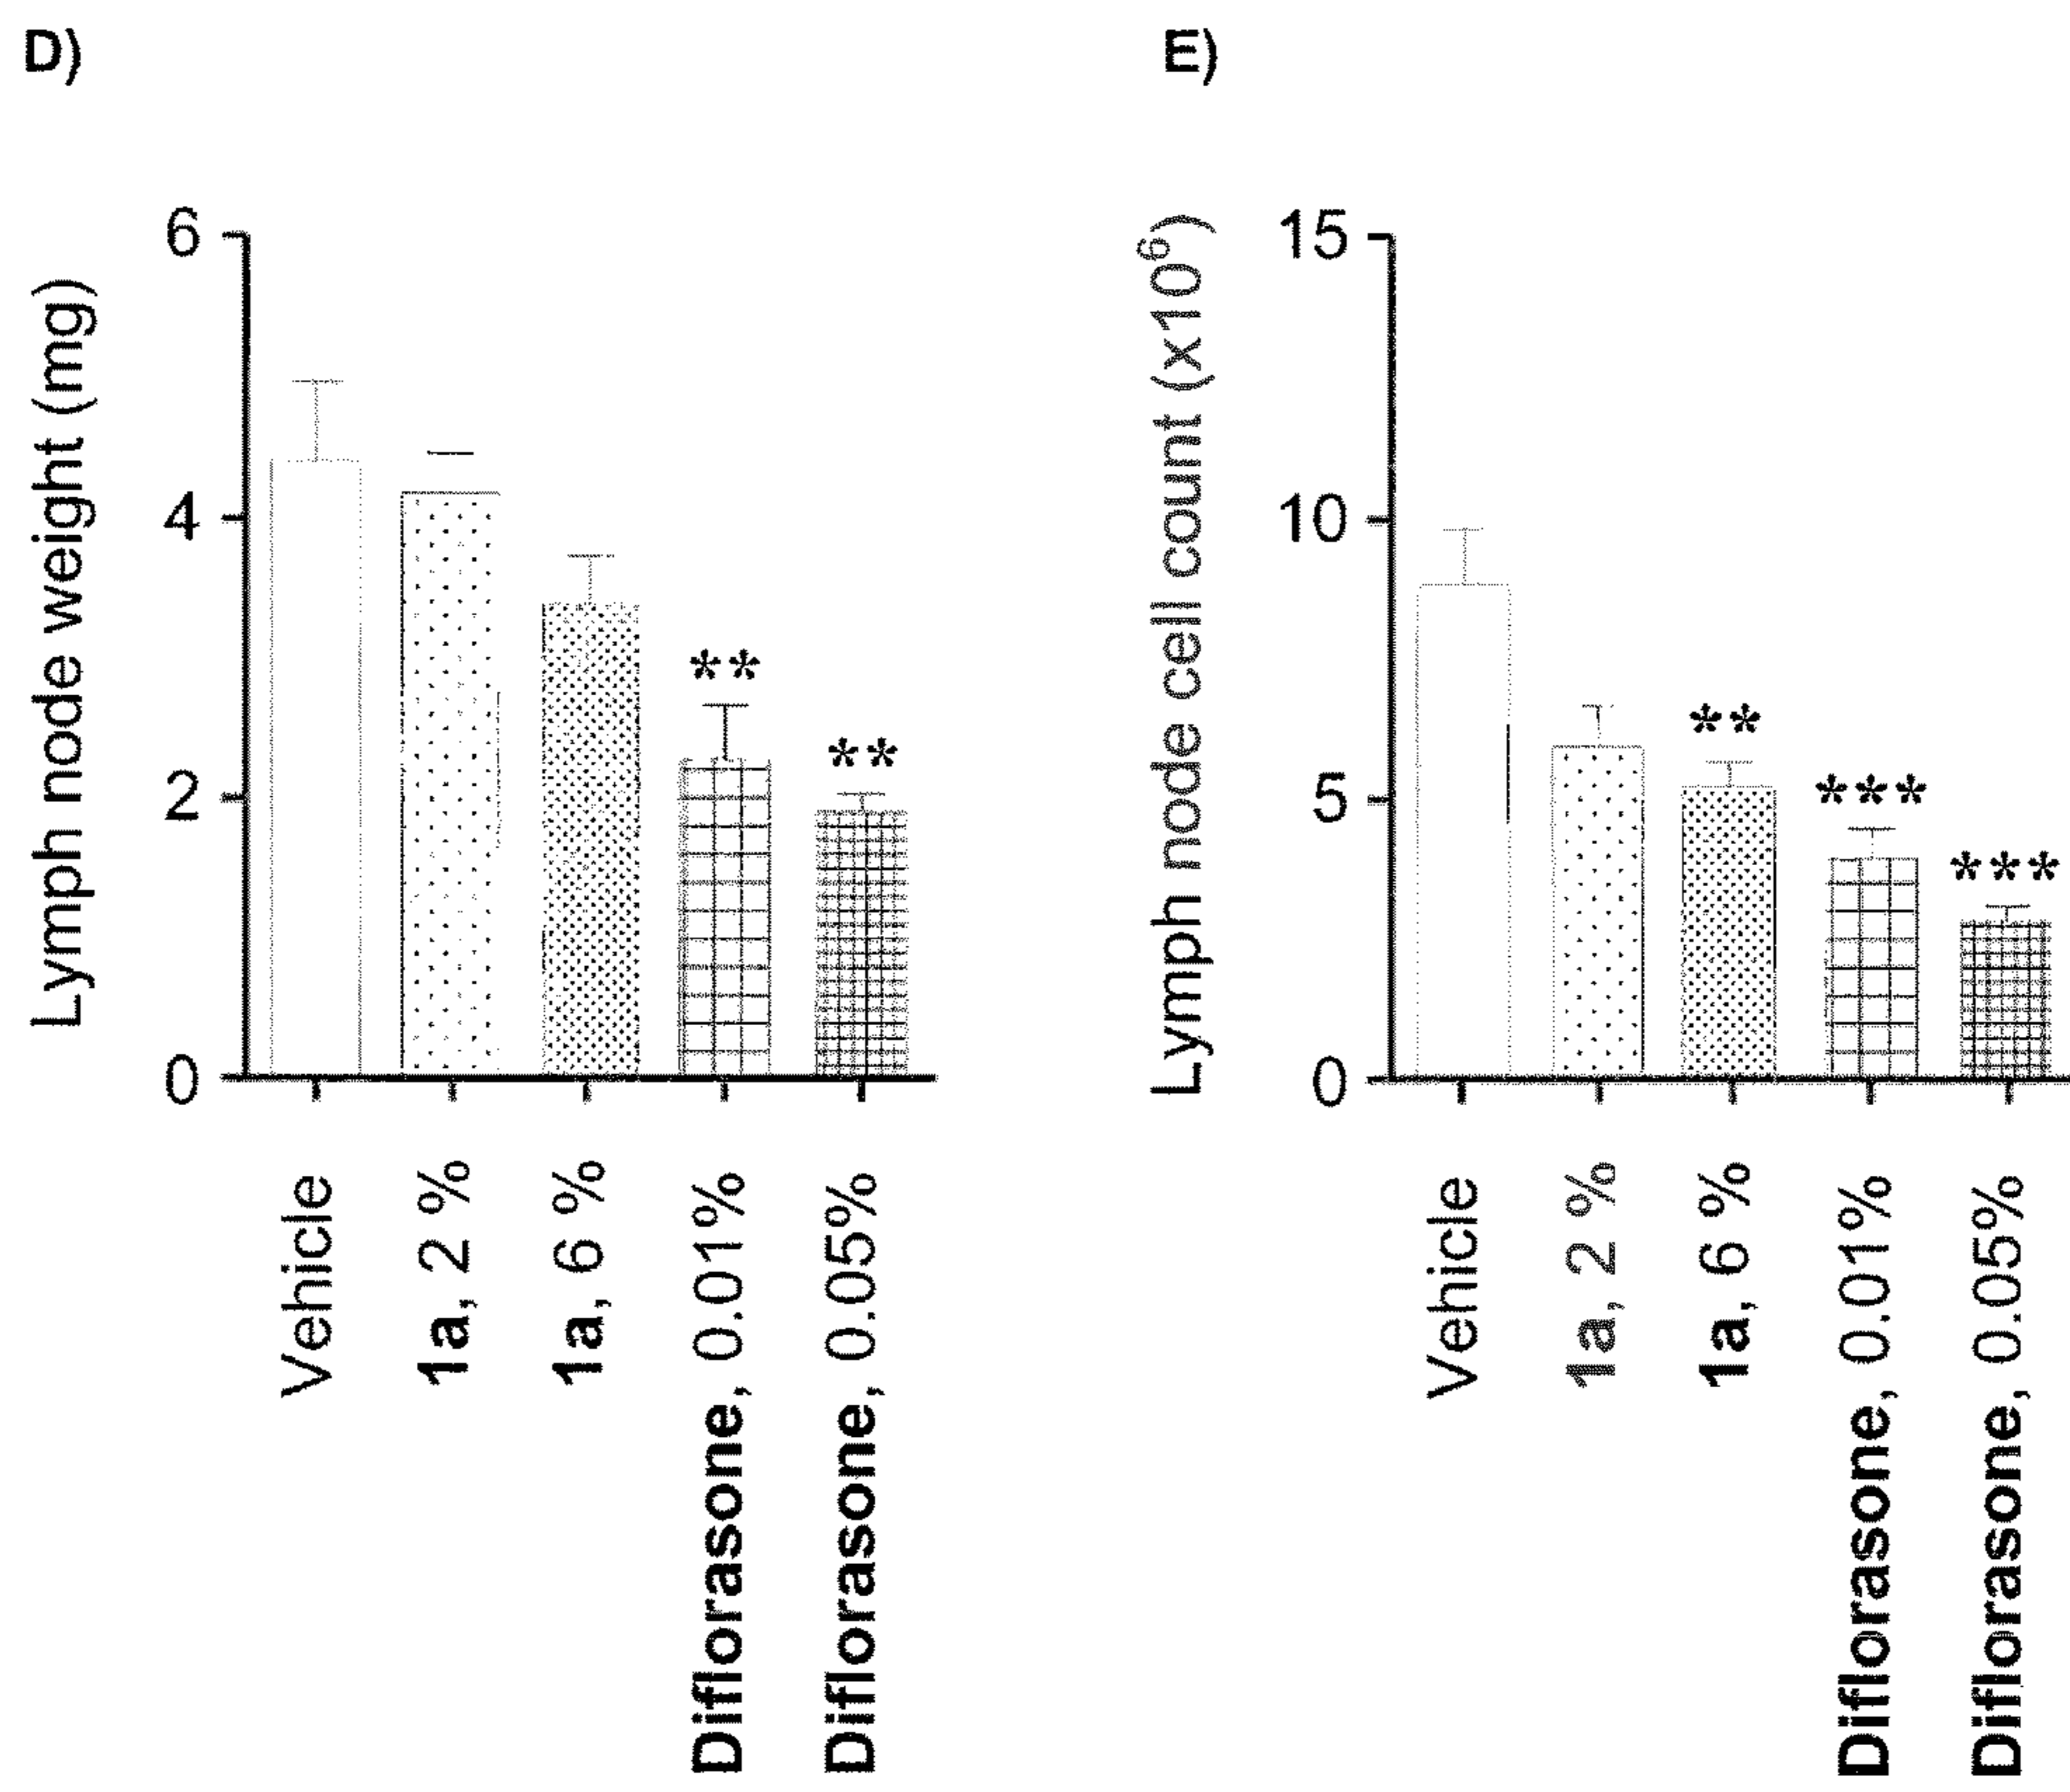 D)
Lymph node weight (mg)
6
4
2
0
**
**
Vehicle
1a, 2 %
1a, 6 %
Diflorasone, 0.01%
Diflorasone, 0.05%
E)
Lymph node cell count (x10⁶)
15
10
5
0
**
***
***
Vehicle
1a, 2 %
1a, 6 %
Diflorasone, 0.01%
Diflorasone, 0.05%